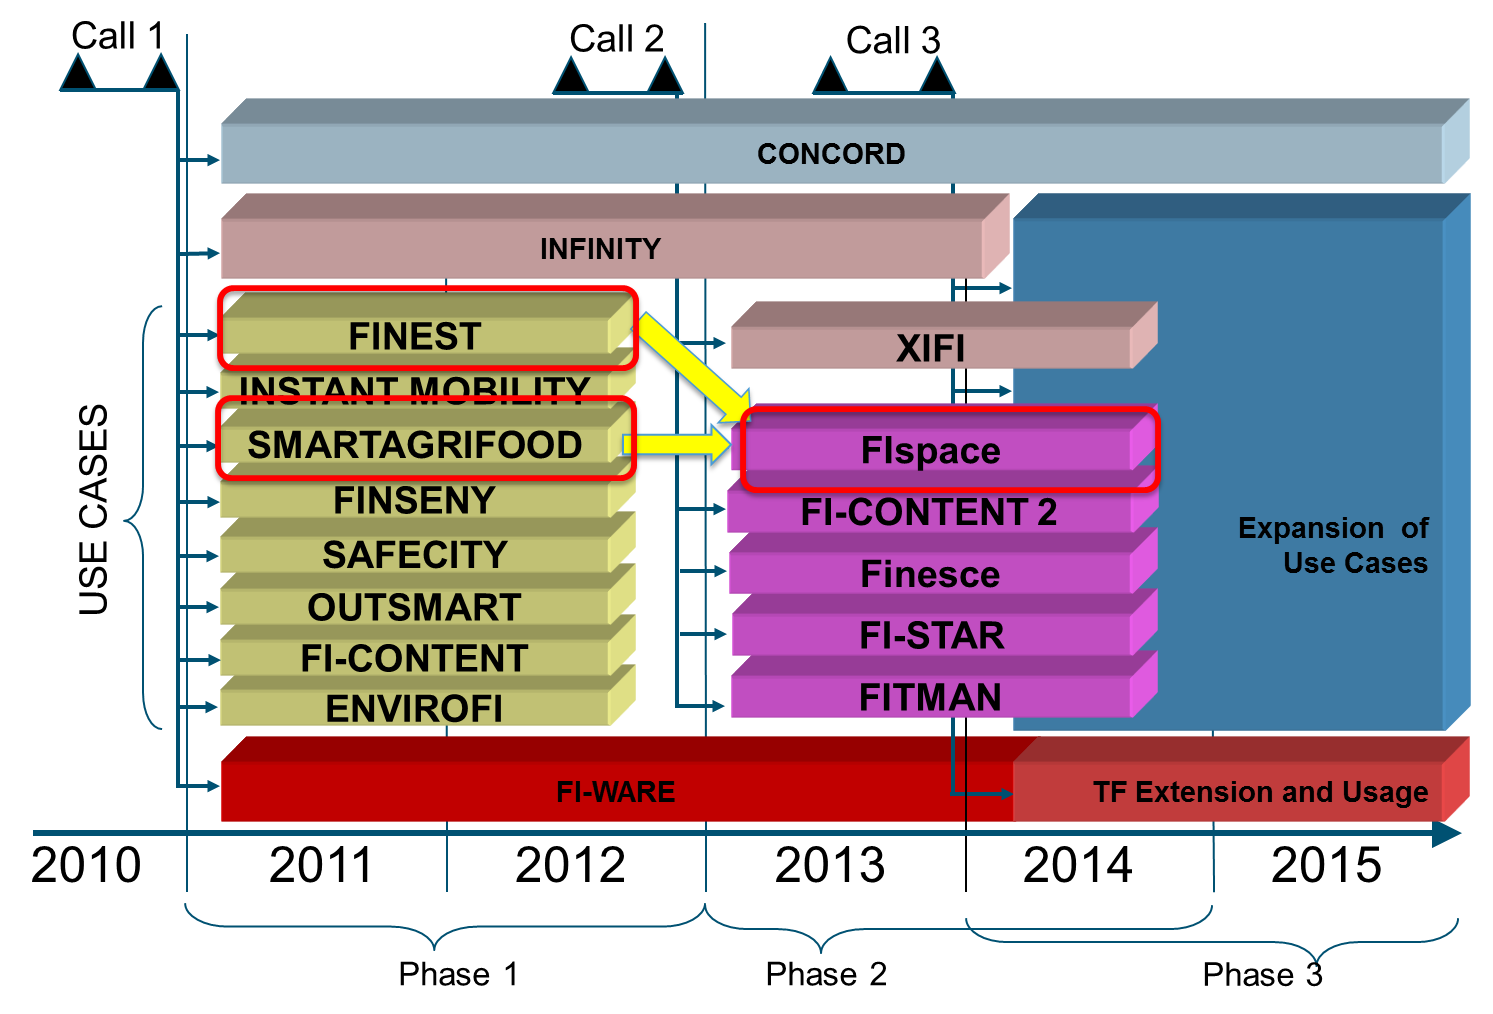 Call 1
Call 2
Call 3
CONCORD
INFINITY
USE CASES
FINEST
INSTANT MOBILITY
SMARTAGRIFOOD
FINSENY
SAFECITY
OUTSMART
FI-CONTENT
ENVIROFI
XIFI
FIspace
FI-CONTENT 2
Finesce
FI-STAR
FITMAN
Expansion of
Use Cases
FI-WARE
TF Extension and Usage
2010
2011
2012
2013
2014
2015
Phase 1
Phase 2
Phase 3